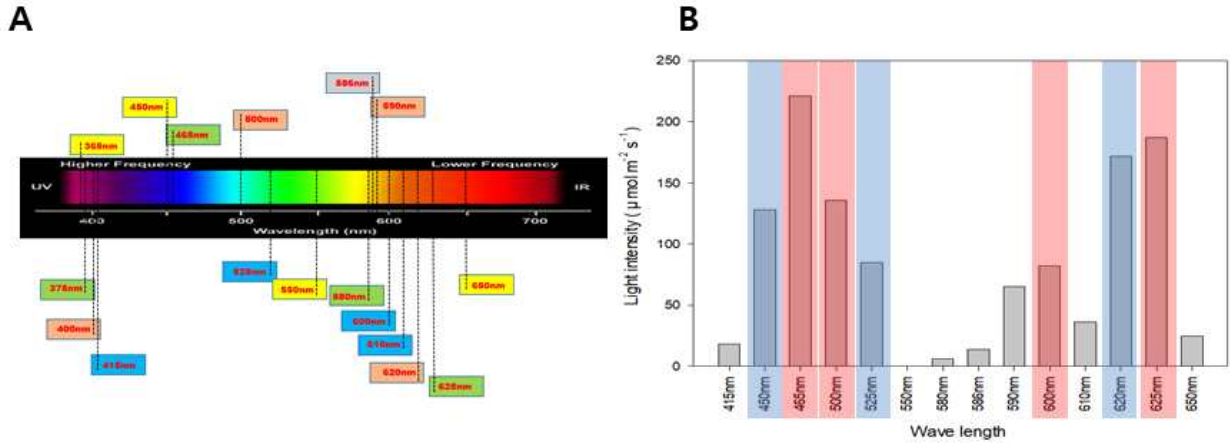 A
586nm
450nm
690nm
465nm
500nm
365nm
Higher Frequency
Lower Frequency
UV
IR
400
500
600
700
Wavelength (nm)
375nm
525nm
550nm
580nm
650nm
400nm
600nm
415nm
610nm
620nm
625nm
B
250
200
150
100
50
0
Light intensity ( μ mol m⁻² s⁻¹ )
415nm
450nm
465nm
500nm
525nm
550nm
580nm
586nm
590nm
600nm
610nm
620nm
625nm
650nm
Wave length